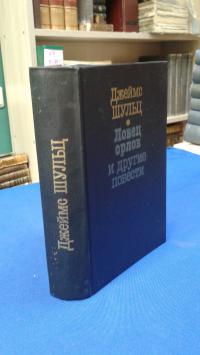 Джеймс
ШУЛЬЦ
Ловец
орлов
и другие
повести
Джеймс ШУЛЬЦ